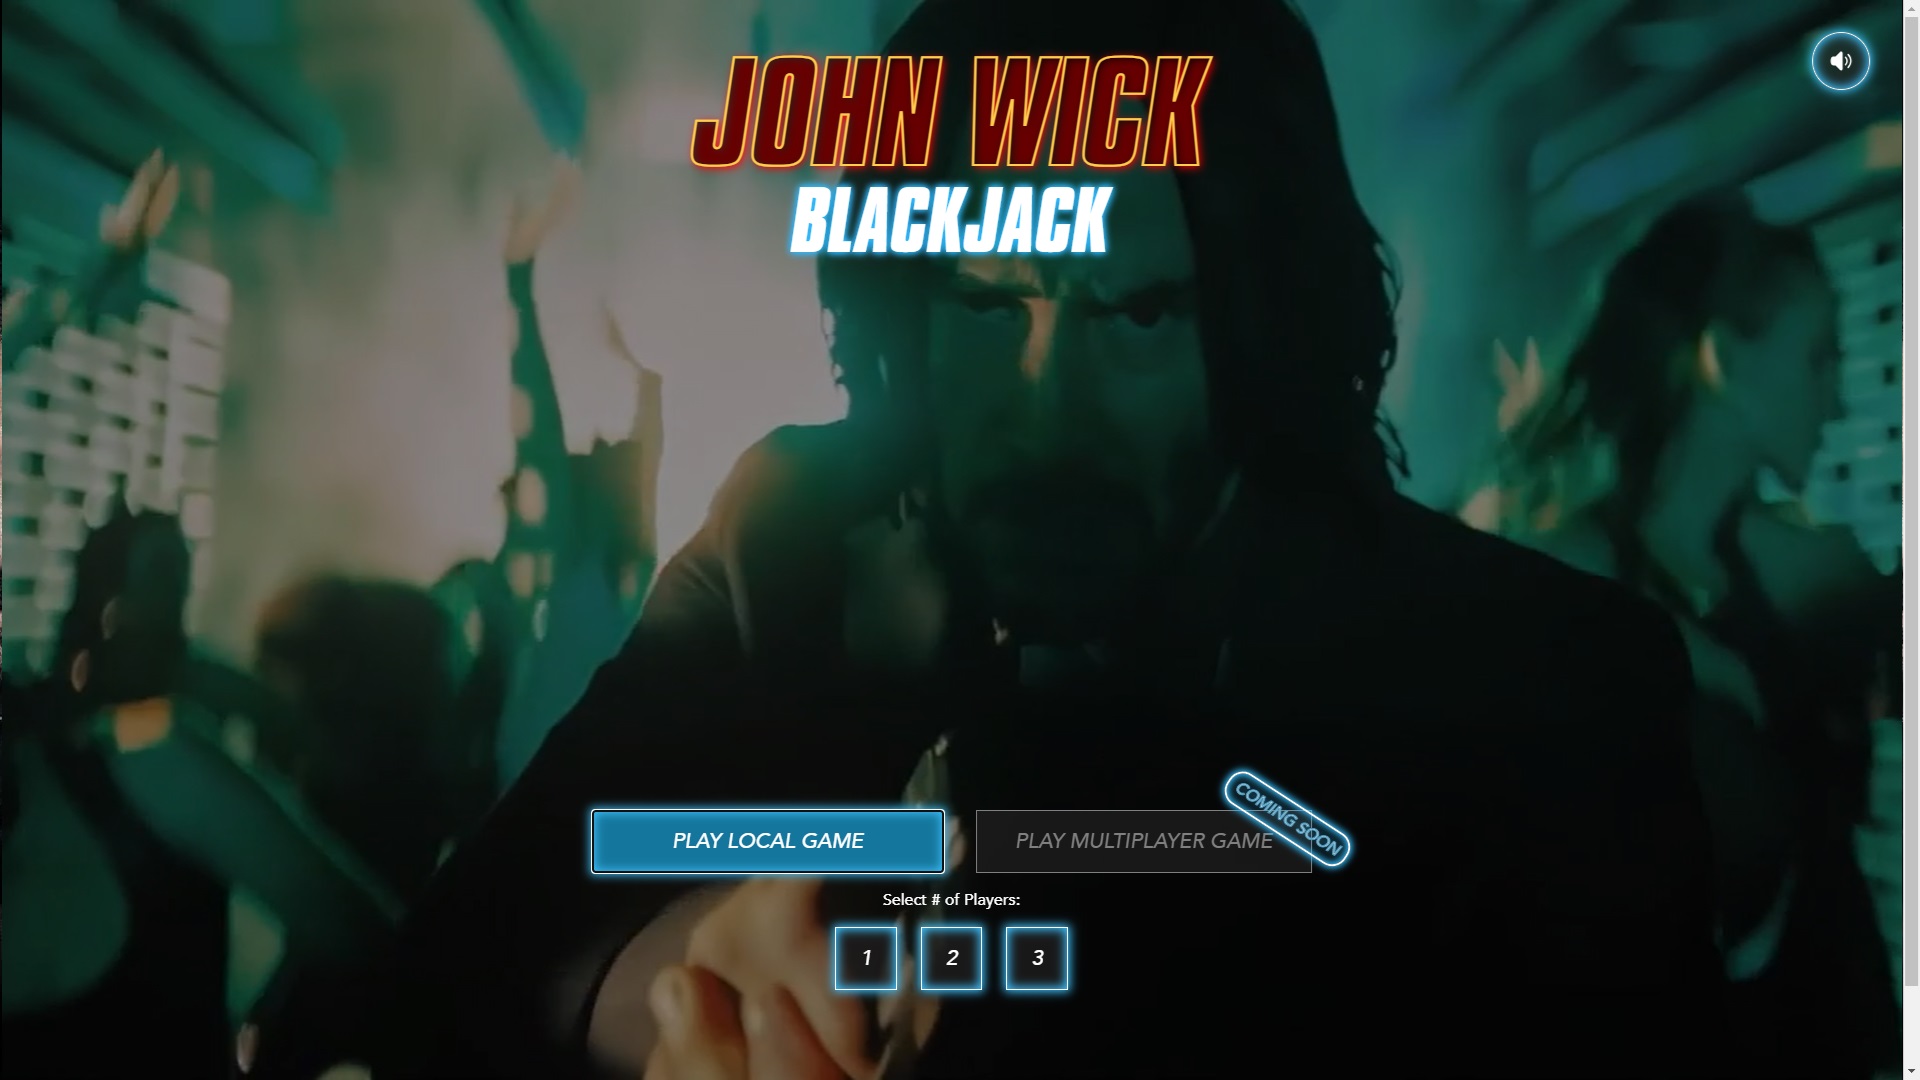 JOHN WICK
BLACKJACK
COMING SOON
PLAY LOCAL GAME
PLAY MULTIPLAYER GAME
Select # of Players:
1 2 3